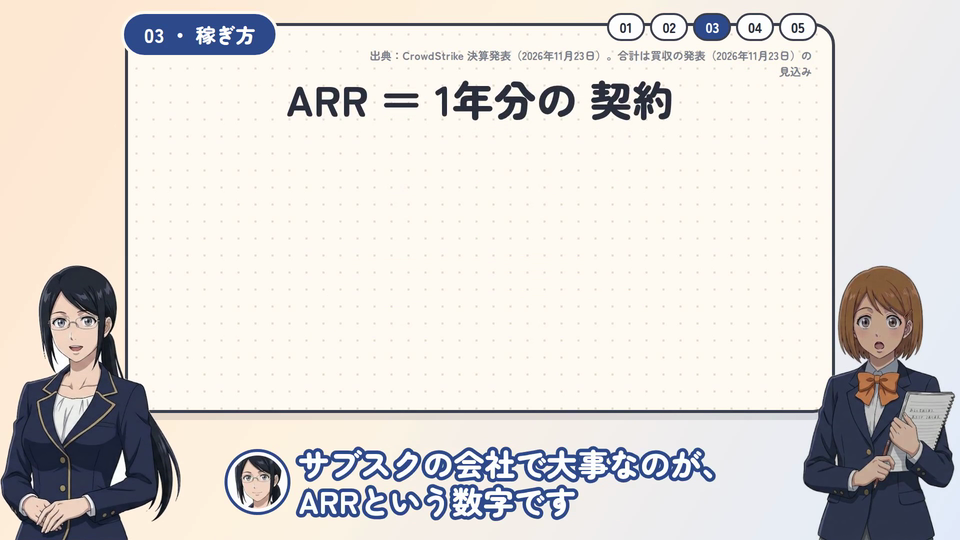 03・稼ぎ方
01 02 03 04 05
出典：CrowdStrike 決算発表（2026年11月23日）。合計は買収の発表（2026年11月23日）の
見込み
ARR ＝ 1年分の 契約
サブスクの会社で大事なのが、
ARRという数字です